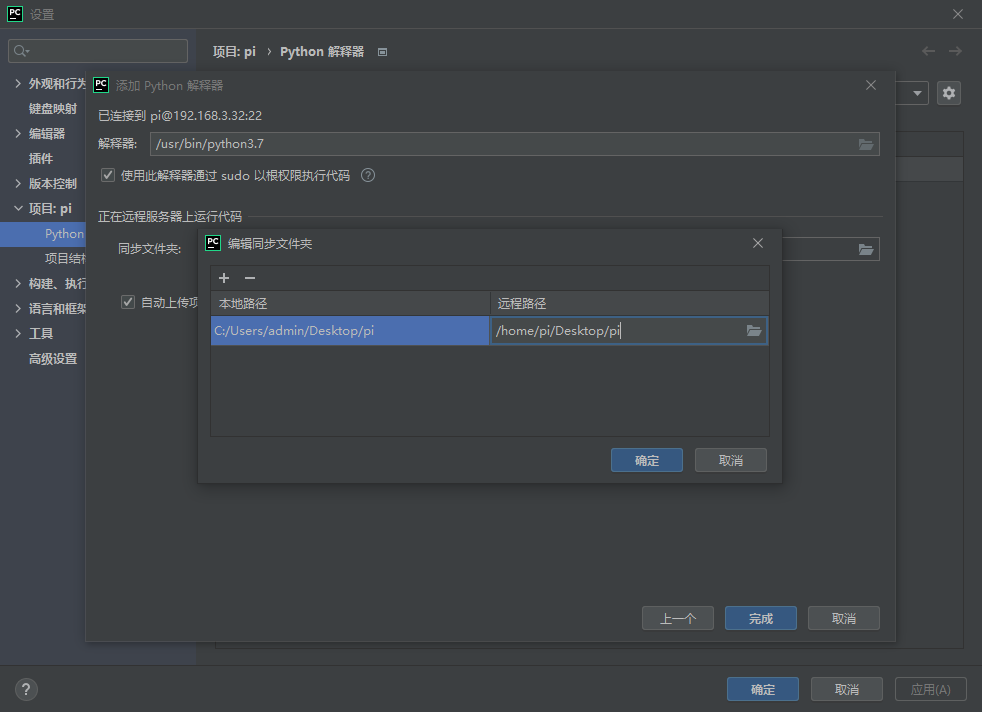 PC 设置
项目: pi › Python 解释器
外观和行为
键盘映射
编辑器
插件
版本控制
项目: pi
Python
项目结构
构建、执行
语言和框架
工具
高级设置
PC 添加 Python 解释器
已连接到 pi@192.168.3.32:22
解释器: /usr/bin/python3.7
使用此解释器通过 sudo 以根权限执行代码 ?
正在远程服务器上运行代码
同步文件夹:
自动上传项
PC 编辑同步文件夹
本地路径 远程路径
C:/Users/admin/Desktop/pi /home/pi/Desktop/pi
确定 取消
上一个 完成 取消
? 确定 取消 应用(A)